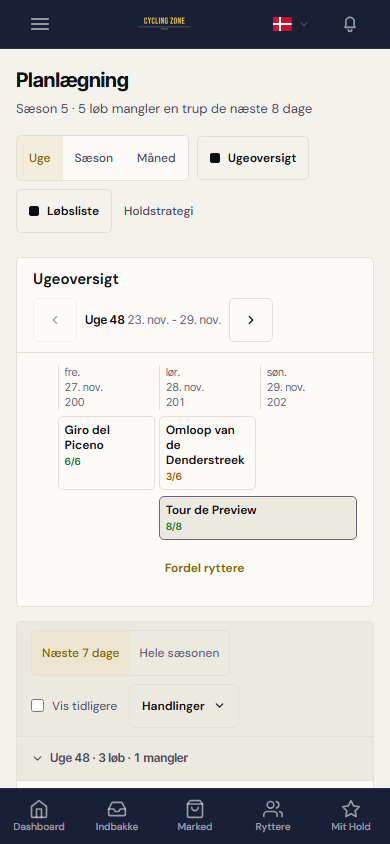 CYCLING ZONE
Planlægning
Sæson 5 · 5 løb mangler en trup de næste 8 dage
Uge Sæson Måned Ugeoversigt
Løbsliste Holdstrategi
Ugeoversigt
Uge 48 23. nov. - 29. nov.
fre. lør. søn.
27. nov. 28. nov. 29. nov.
200 201 202
Giro del Piceno
6/6
Omloop van de Denderstreek
3/6
Tour de Preview
8/8
Fordel ryttere
Næste 7 dage Hele sæsonen
Vis tidligere Handlinger
Uge 48 · 3 løb · 1 mangler
Dashboard Indbakke Marked Ryttere Mit Hold